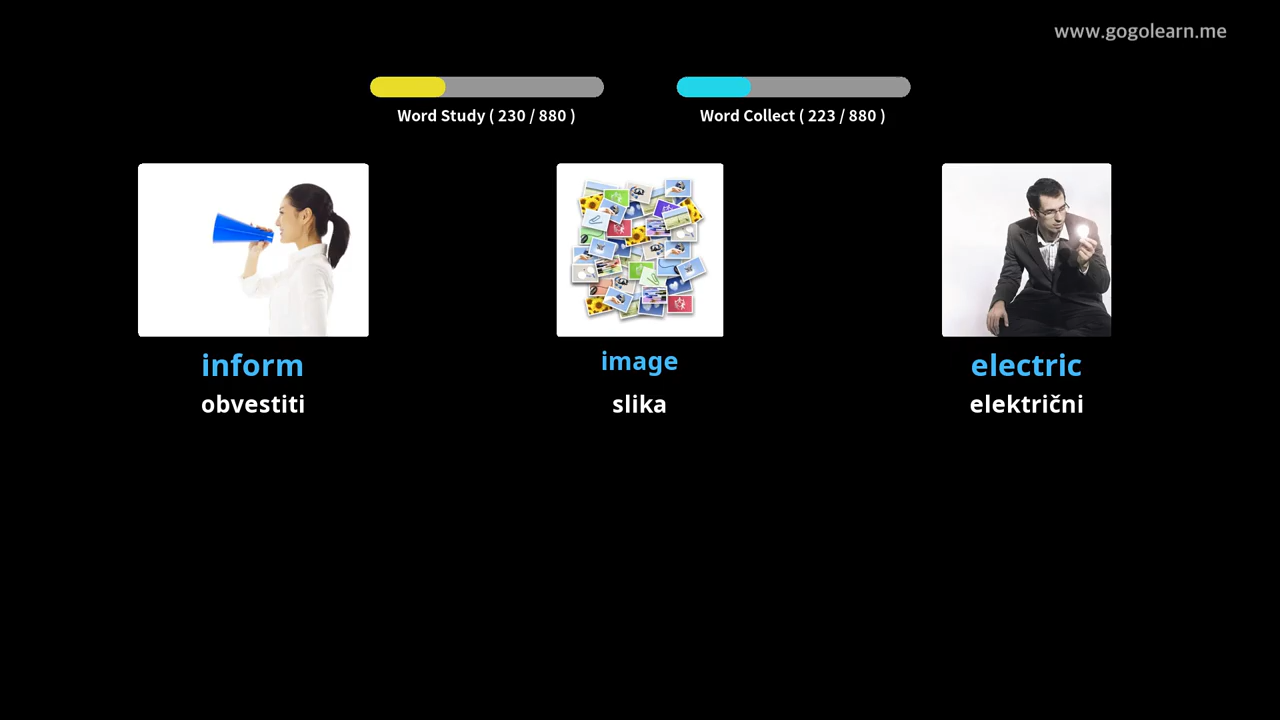 www.gogolearn.me
Word Study ( 230 / 880 )
Word Collect ( 223 / 880 )
inform
image
electric
obvestiti
slika
električni